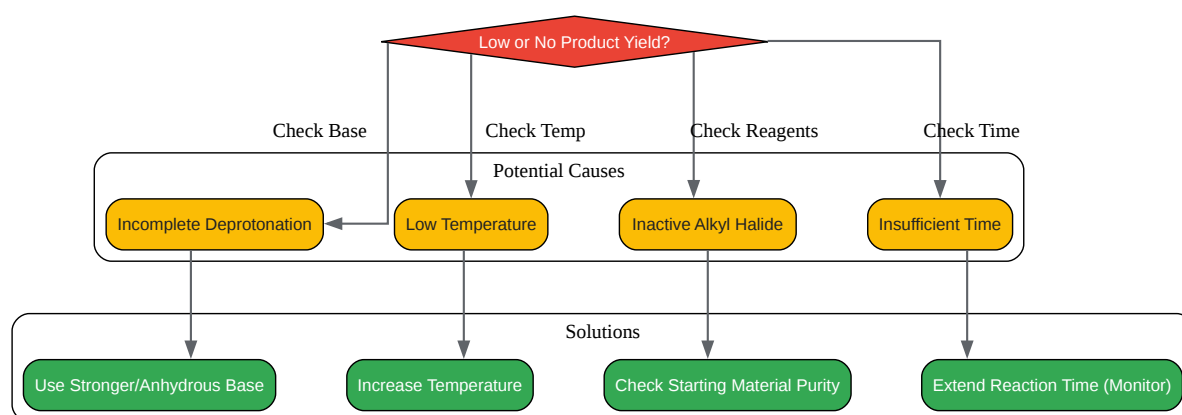 Low or No Product Yield?
Check Base
Check Temp
Check Reagents
Check Time
Potential Causes
Incomplete Deprotonation
Low Temperature
Inactive Alkyl Halide
Insufficient Time
Solutions
Use Stronger/Anhydrous Base
Increase Temperature
Check Starting Material Purity
Extend Reaction Time (Monitor)